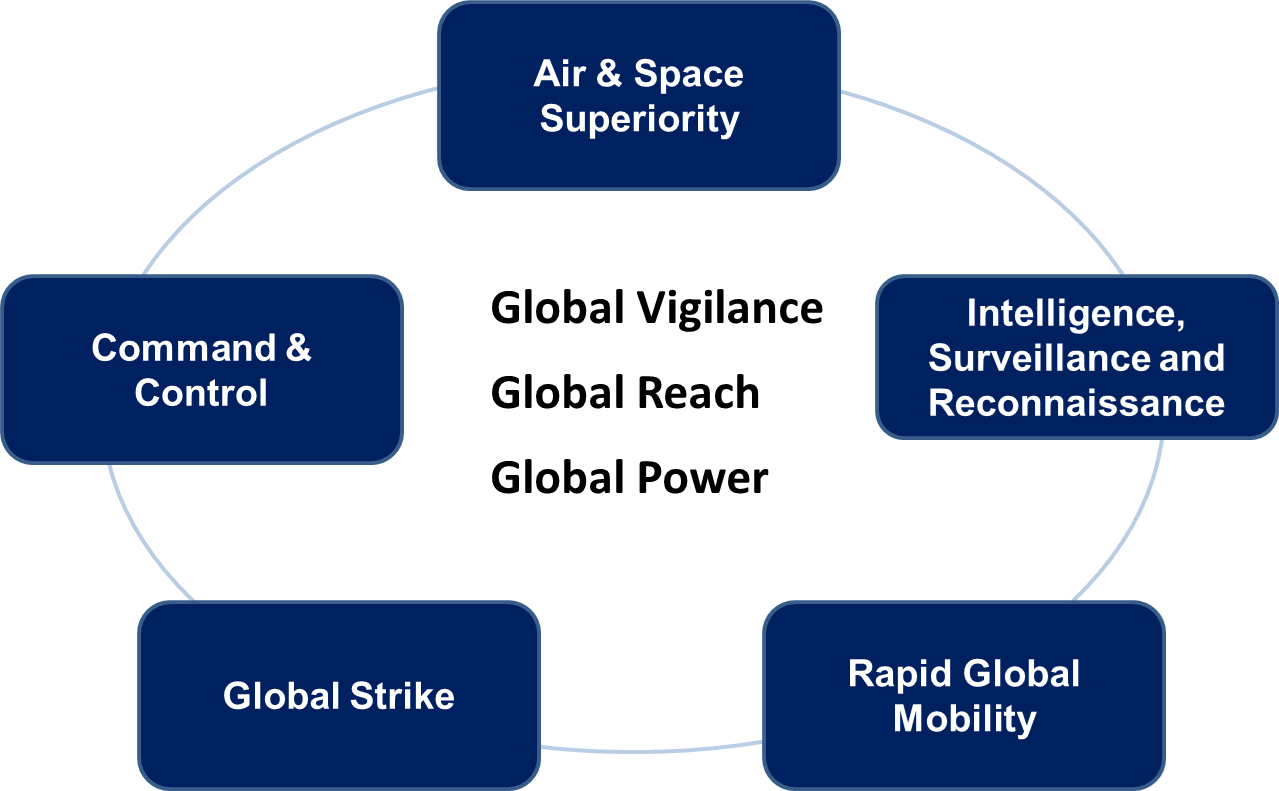 Air & Space
Superiority
Command &
Control
Global Vigilance
Global Reach
Global Power
Intelligence,
Surveillance and
Reconnaissance
Global Strike
Rapid Global
Mobility